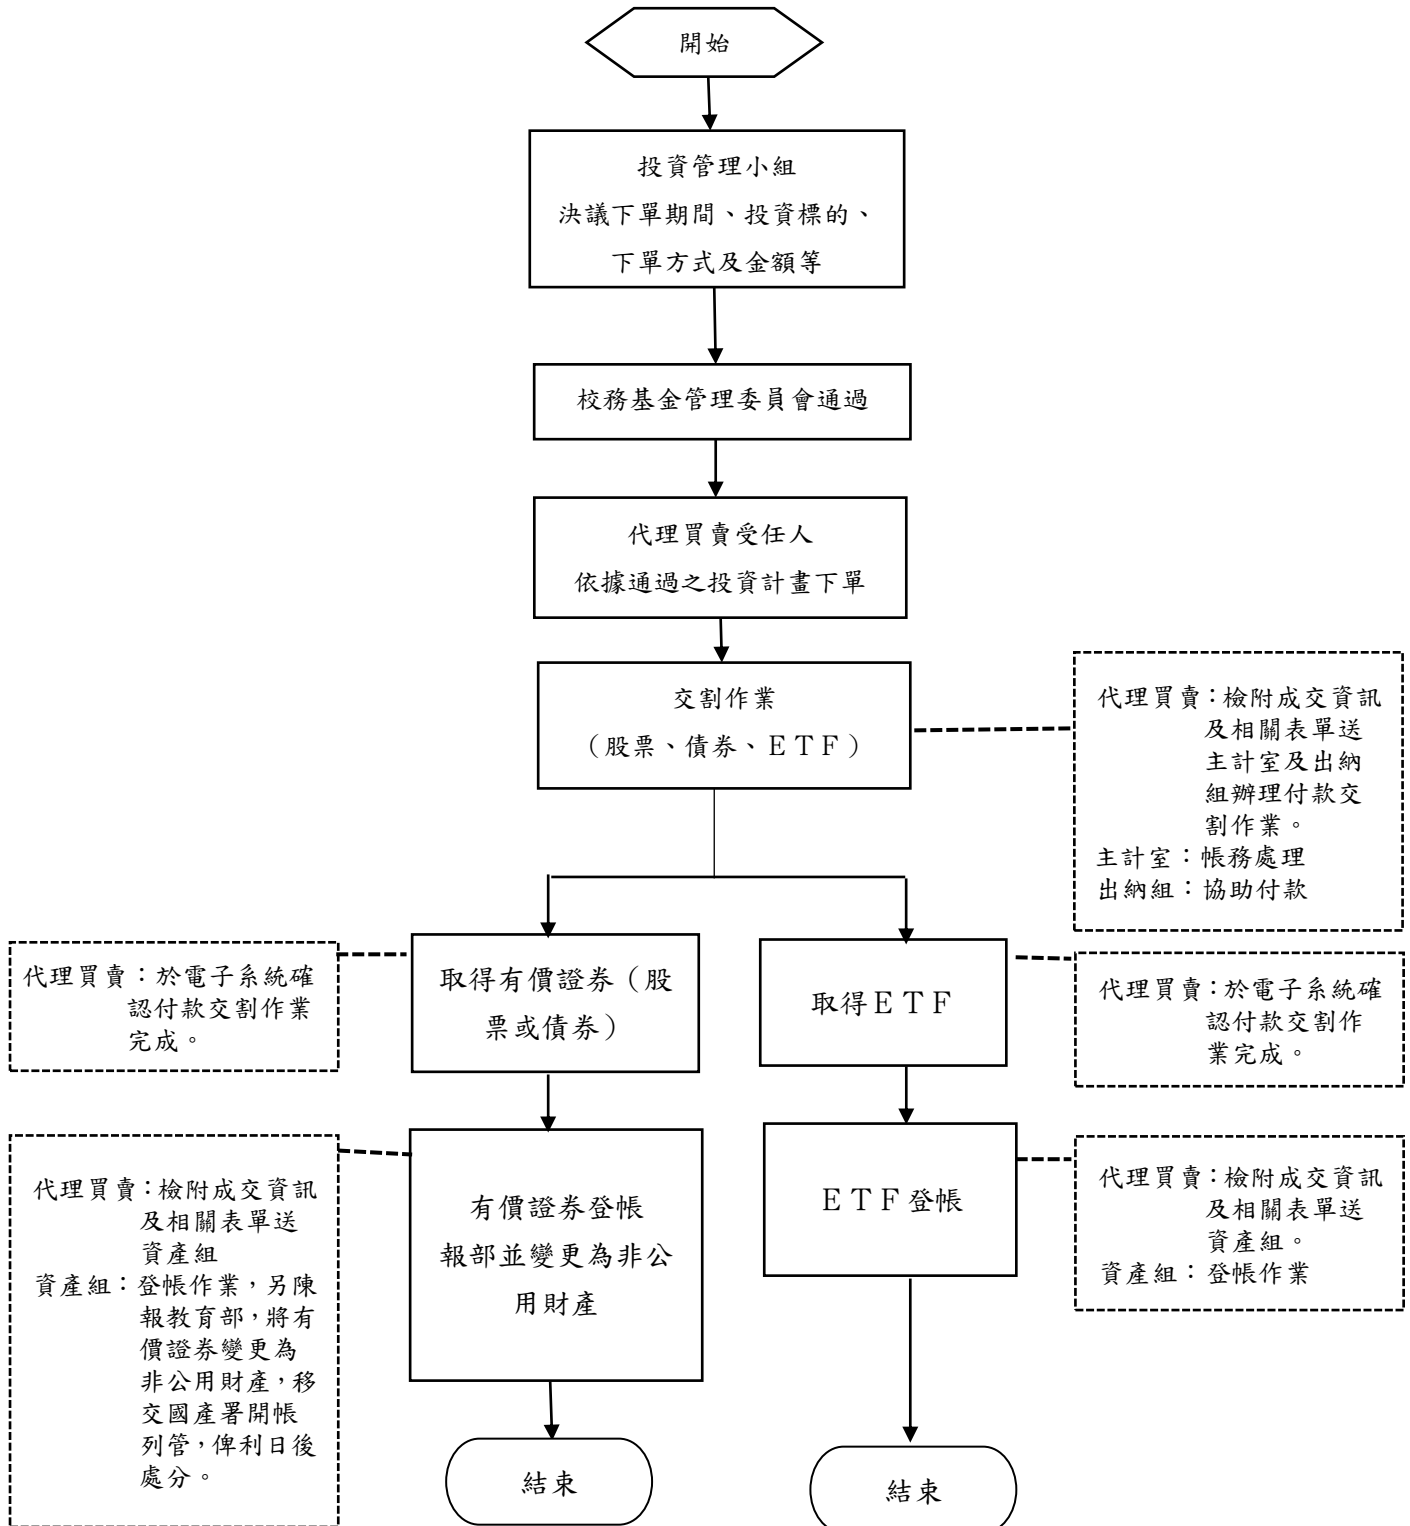 開始
投資管理小組
決議下單期間、投資標的、
下單方式及金額等
校務基金管理委員會通過
代理買賣受任人
依據通過之投資計畫下單
交割作業
（股票、債券、ＥＴＦ）
代理買賣：檢附成交資訊
及相關表單送
主計室及出納
組辦理付款交
割作業。
主計室：帳務處理
出納組：協助付款
代理買賣：於電子系統確
認付款交割作業
完成。
取得有價證券（股
票或債券）
取得ＥＴＦ
代理買賣：於電子系統確
認付款交割作
業完成。
代理買賣：檢附成交資訊
及相關表單送
資產組
資產組：登帳作業，另陳
報教育部，將有
價證券變更為
非公用財產，移
交國產署開帳
列管，俾利日後
處分。
有價證券登帳
報部並變更為非公
用財產
ＥＴＦ登帳
代理買賣：檢附成交資訊
及相關表單送
資產組。
資產組：登帳作業
結束
結束